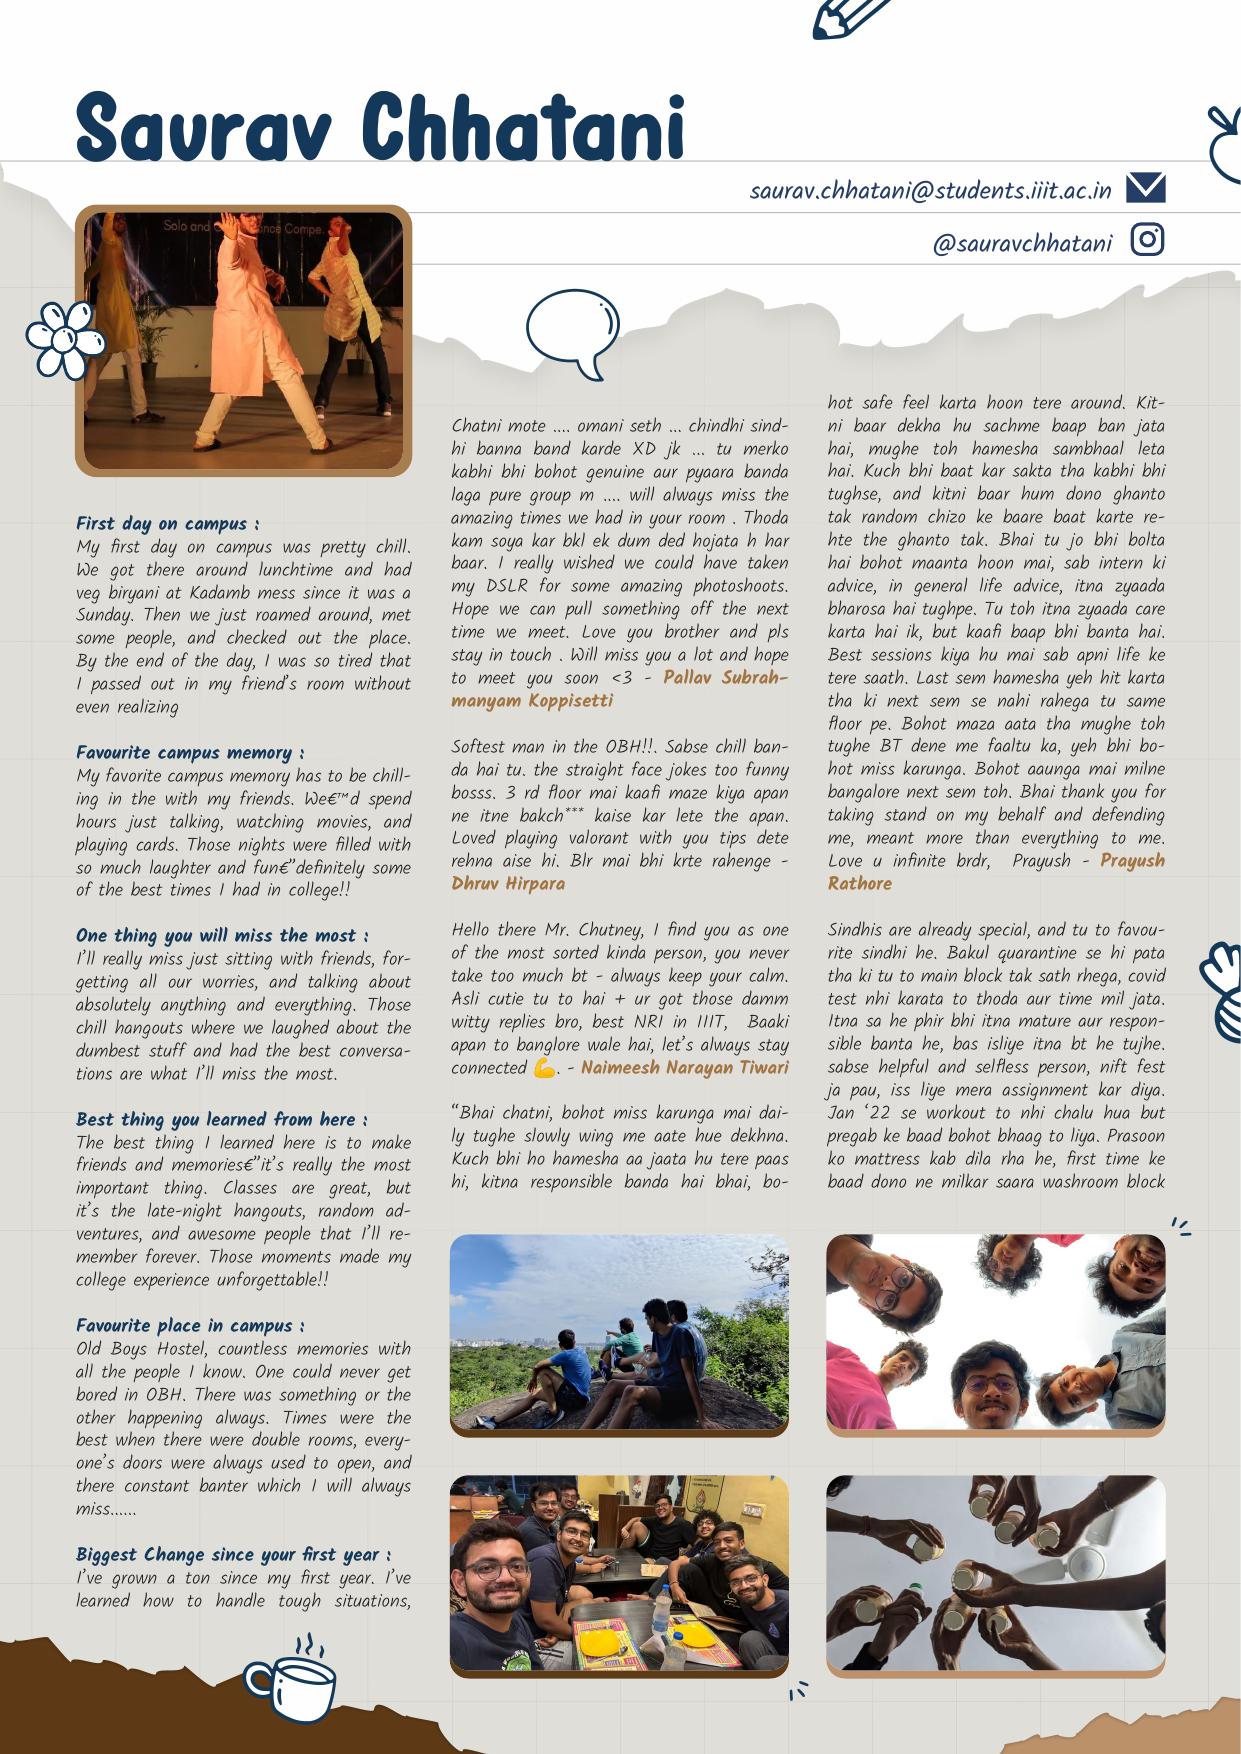 Saurav Chhatani
saurav.chhatani@students.iiit.ac.in
@sauravchhatani
Solo and
nce Compe.
First day on campus :
My first day on campus was pretty chill.
We got there around lunchtime and had
veg biryani at Kadamb mess since it was a
Sunday. Then we just roamed around, met
some people, and checked out the place.
By the end of the day, I was so tired that
I passed out in my friend's room without
even realizing
Favourite campus memory :
My favorite campus memory has to be chill-
ing in the with my friends. We€™d spend
hours just talking, watching movies, and
playing cards. Those nights were filled with
so much laughter and fun€”definitely some
of the best times I had in college!!
One thing you will miss the most :
I'll really miss just sitting with friends, for-
getting all our worries, and talking about
absolutely anything and everything. Those
chill hangouts where we laughed about the
dumbest stuff and had the best conversa-
tions are what I'll miss the most.
Best thing you learned from here :
The best thing I learned here is to make
friends and memories€”it's really the most
important thing. Classes are great, but
it's the late-night hangouts, random ad-
ventures, and awesome people that I'll re-
member forever. Those moments made my
college experience unforgettable!!
Favourite place in campus :
Old Boys Hostel, countless memories with
all the people I know. One could never get
bored in OBH. There was something or the
other happening always. Times were the
best when there were double rooms, every-
one's doors were always used to open, and
there constant banter which I will always
miss......
Biggest Change since your first year :
I've grown a ton since my first year. I've
learned how to handle tough situations,
Chatni mote .... omani seth ... chindhi sind-
hi banna band karde XD jk ... tu merko
kabhi bhi bohot genuine aur pyaara banda
laga pure group m .... will always miss the
amazing times we had in your room . Thoda
kam soya kar bkl ek dum ded hojata h har
baar. I really wished we could have taken
my DSLR for some amazing photoshoots.
Hope we can pull something off the next
time we meet. Love you brother and pls
stay in touch . Will miss you a lot and hope
to meet you soon <3 - Pallav Subrah-
manyam Koppisetti
Softest man in the OBH!!. Sabse chill ban-
da hai tu. the straight face jokes too funny
bosss. 3 rd floor mai kaafi maze kiya apan
ne itne bakch*** kaise kar lete the apan.
Loved playing valorant with you tips dete
rehna aise hi. Blr mai bhi krte rahenge -
Dhruv Hirpara
Hello there Mr. Chutney, I find you as one
of the most sorted kinda person, you never
take too much bt - always keep your calm.
Asli cutie tu to hai + ur got those damm
witty replies bro, best NRI in IIIT, Baaki
apan to banglore wale hai, let's always stay
connected 💪. - Naimeesh Narayan Tiwari
“Bhai chatni, bohot miss karunga mai dai-
ly tughe slowly wing me aate hue dekhna.
Kuch bhi ho hamesha aa jaata hu tere paas
hi, kitna responsible banda hai bhai, bo-
hot safe feel karta hoon tere around. Kit-
ni baar dekha hu sachme baap ban jata
hai, mughe toh hamesha sambhaal leta
hai. Kuch bhi baat kar sakta tha kabhi bhi
tughse, and kitni baar hum dono ghanto
tak random chizo ke baare baat karte re-
hte the ghanto tak. Bhai tu jo bhi bolta
hai bohot maanta hoon mai, sab intern ki
advice, in general life advice, itna zyaada
bharosa hai tughpe. Tu toh itna zyaada care
karta hai ik, but kaafi baap bhi banta hai.
Best sessions kiya hu mai sab apni life ke
tere saath. Last sem hamesha yeh hit karta
tha ki next sem se nahi rahega tu same
floor pe. Bohot maza aata tha mughe toh
tughe BT dene me faaltu ka, yeh bhi bo-
hot miss karunga. Bohot aaunga mai milne
bangalore next sem toh. Bhai thank you for
taking stand on my behalf and defending
me, meant more than everything to me.
Love u infinite brdr, Prayush - Prayush
Rathore
Sindhis are already special, and tu to favou-
rite sindhi he. Bakul quarantine se hi pata
tha ki tu to main block tak sath rhega, covid
test nhi karata to thoda aur time mil jata.
Itna sa he phir bhi itna mature aur respon-
sible banta he, bas isliye itna bt he tujhe.
sabse helpful and selfless person, nift fest
ja pau, iss liye mera assignment kar diya.
Jan ‘22 se workout to nhi chalu hua but
pregab ke baad bohot bhaag to liya. Prasoon
ko mattress kab dila rha he, first time ke
baad dono ne milkar saara washroom block